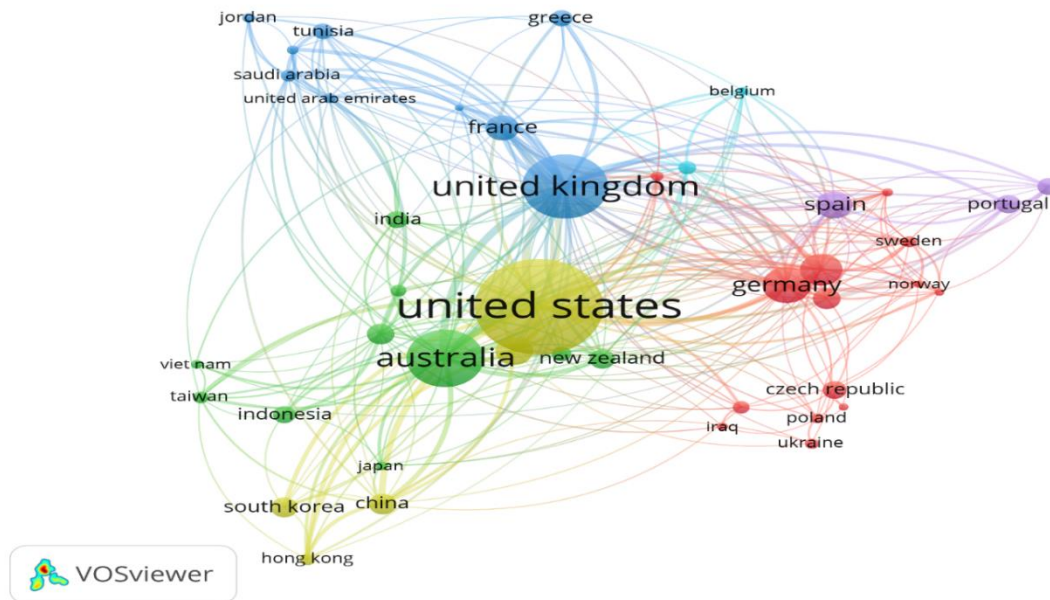 jordan
greece
tunisia
saudi arabia
belgium
united arab emirates
france
united kingdom
spain
portugal
india
sweden
germany
norway
united states
australia
new zealand
viet nam
taiwan
czech republic
indonesia
poland
iraq
ukraine
japan
china
south korea
hong kong
VOSviewer